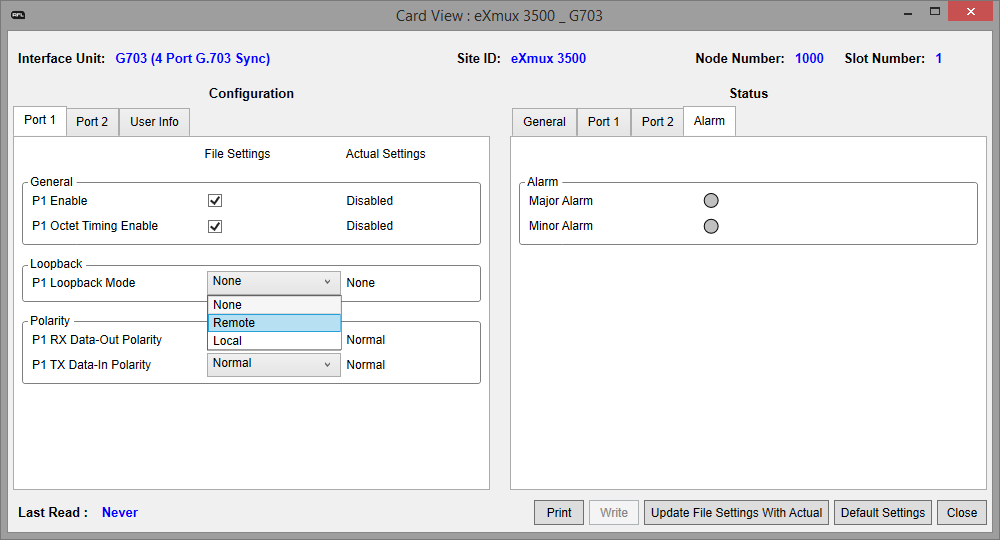 AFL
Card View : eXmux 3500 _ G703
Interface Unit: G703 (4 Port G.703 Sync) Site ID: eXmux 3500 Node Number: 1000 Slot Number: 1
Configuration
Port 1 Port 2 User Info
File Settings Actual Settings
General
P1 Enable Disabled
P1 Octet Timing Enable Disabled
Loopback
P1 Loopback Mode None None
None
Remote
Local
Polarity
P1 RX Data-Out Polarity Normal
P1 TX Data-In Polarity Normal Normal
Status
General Port 1 Port 2 Alarm
Alarm
Major Alarm
Minor Alarm
Last Read : Never
Print Write Update File Settings With Actual Default Settings Close